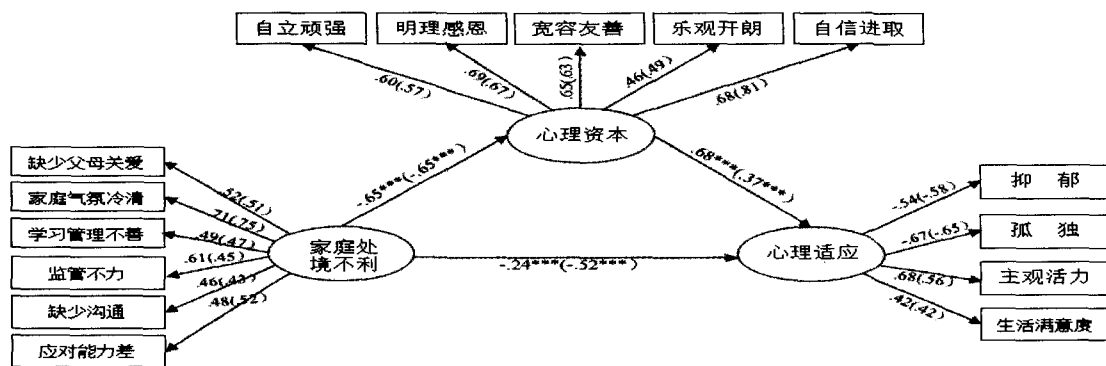 自立顽强
明理感恩
宽容友善
乐观开朗
自信进取
.60(.57)
.69(.67)
.65(.63)
.46(.49)
.68(.81)
心理资本
-.65***(-.65***)
.68***(.37***)
缺少父母关爱
家庭气氛冷清
学习管理不善
监管不力
缺少沟通
应对能力差
.52(.51)
.71(.75)
.49(.47)
.61(.45)
.46(.43)
.48(.52)
家庭处
境不利
-.24***(-.52***)
心理适应
-.54(-.58)
-.67(-.65)
.68(.56)
.42(.42)
抑 郁
孤 独
主观活力
生活满意度